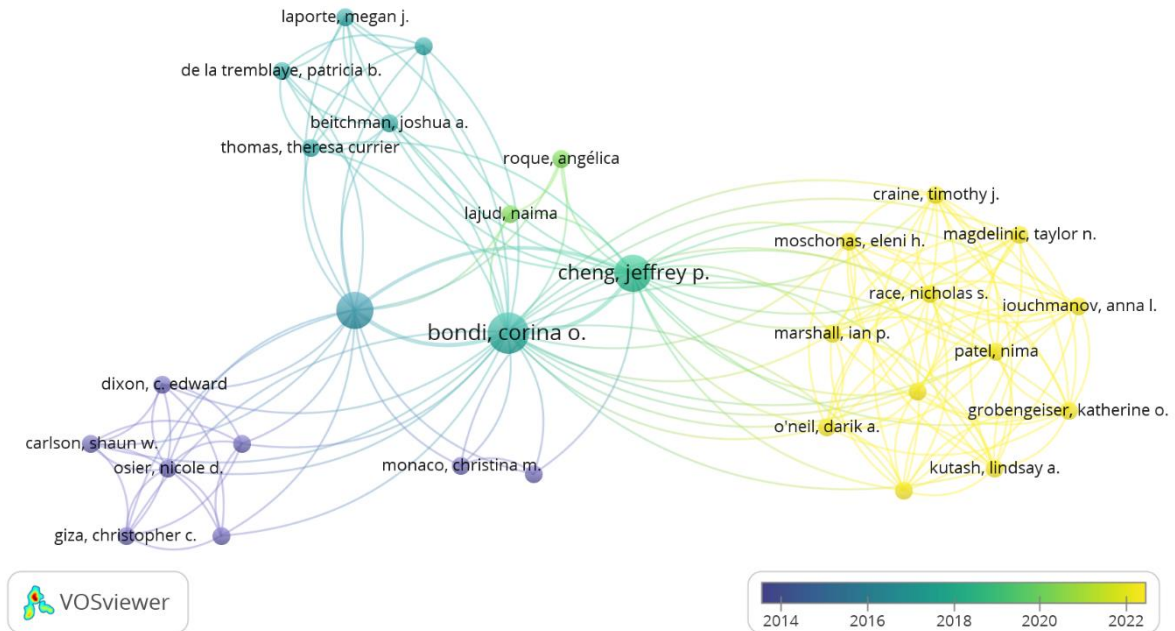 laporte, megan j.
de la tremblaye, patricia b.
beitchman, joshua a.
thomas, theresa currier
roque, angélica
lajud, naima
craine, timothy j.
magdelinic, taylor n.
moschonas, eleni h.
cheng, jeffrey p.
race, nicholas s.
iouchmanov, anna l.
bondi, corina o.
marshall, ian p.
patel, nima
dixon, c. edward
grobengeiser, katherine o.
o'neil, darik a.
carlson, shaun w.
osier, nicole d.
monaco, christina m.
kutash, lindsay a.
giza, christopher c.
VOSviewer
2014 2016 2018 2020 2022